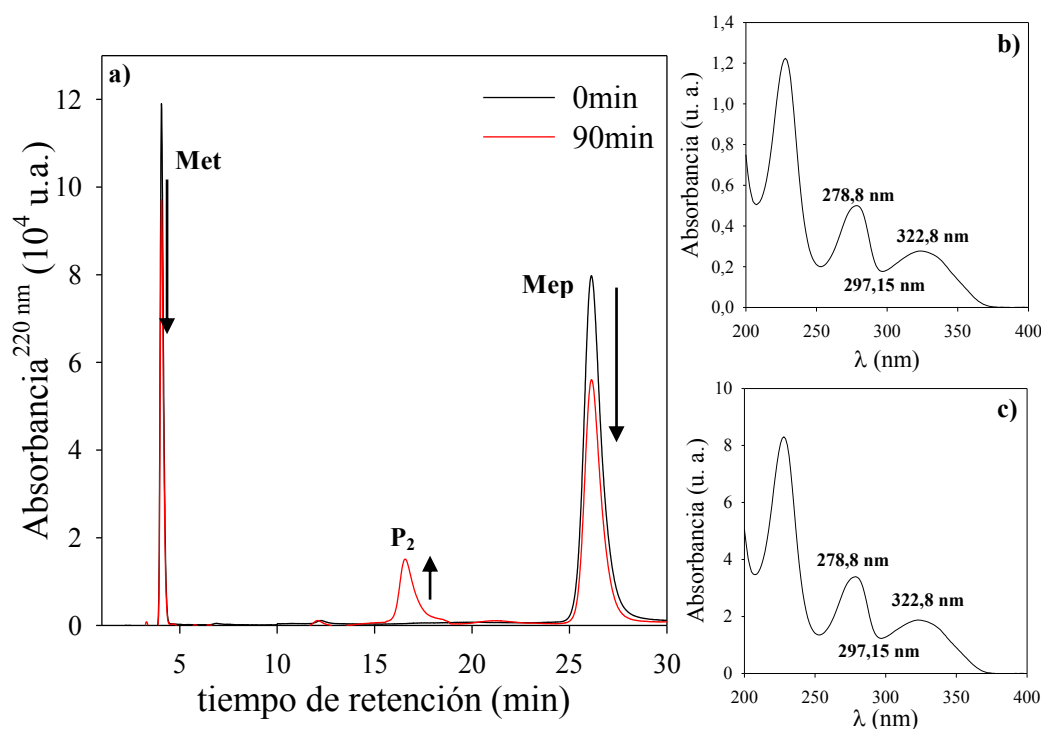 a)
0min
90min
Met
Mep
P₂
Absorbancia²²⁰ ⁿᵐ (10⁴ u.a.)
12
10
8
6
4
2
0
5 10 15 20 25 30
tiempo de retención (min)
b)
Absorbancia (u. a.)
1,4
1,2
1,0
0,8
0,6
0,4
0,2
0,0
278,8 nm
322,8 nm
297,15 nm
200 250 300 350 400
λ (nm)
c)
Absorbancia (u. a.)
10
8
6
4
2
0
278,8 nm
322,8 nm
297,15 nm
200 250 300 350 400
λ (nm)